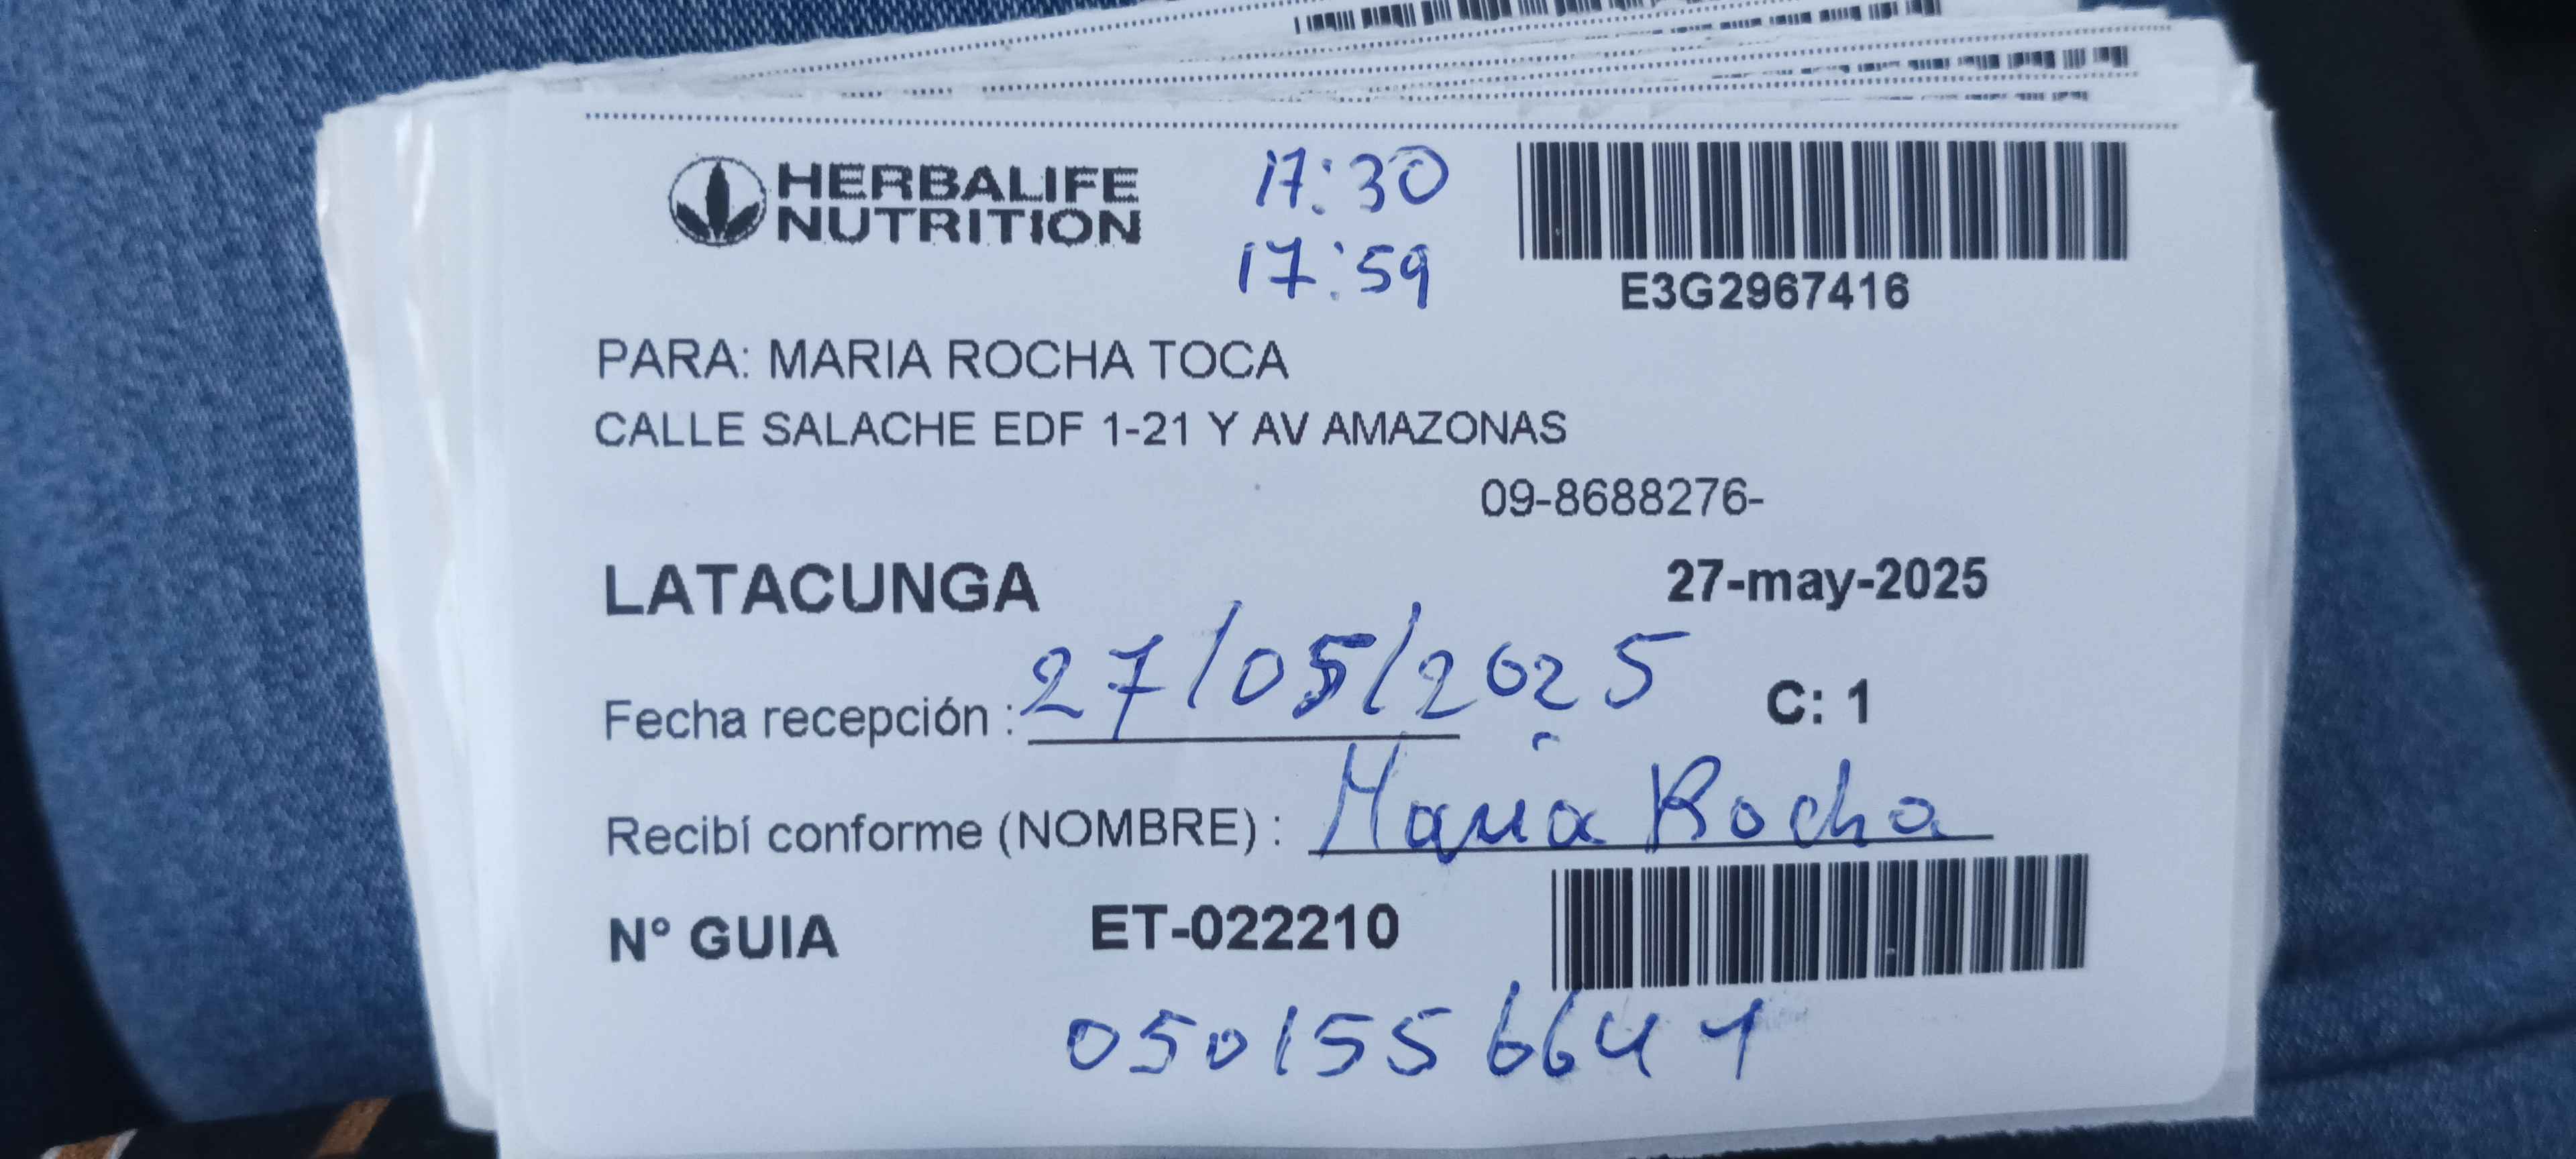 HERBALIFE
NUTRITION
17:30
17:59
E3G2967416
PARA: MARIA ROCHA TOCA
CALLE SALACHE EDF 1-21 Y AV AMAZONAS
09-8688276-
LATACUNGA
27-may-2025
Fecha recepción : 27/05/2025
C: 1
Recibí conforme (NOMBRE) : Maria Rocha
N° GUIA ET-022210
0501556641